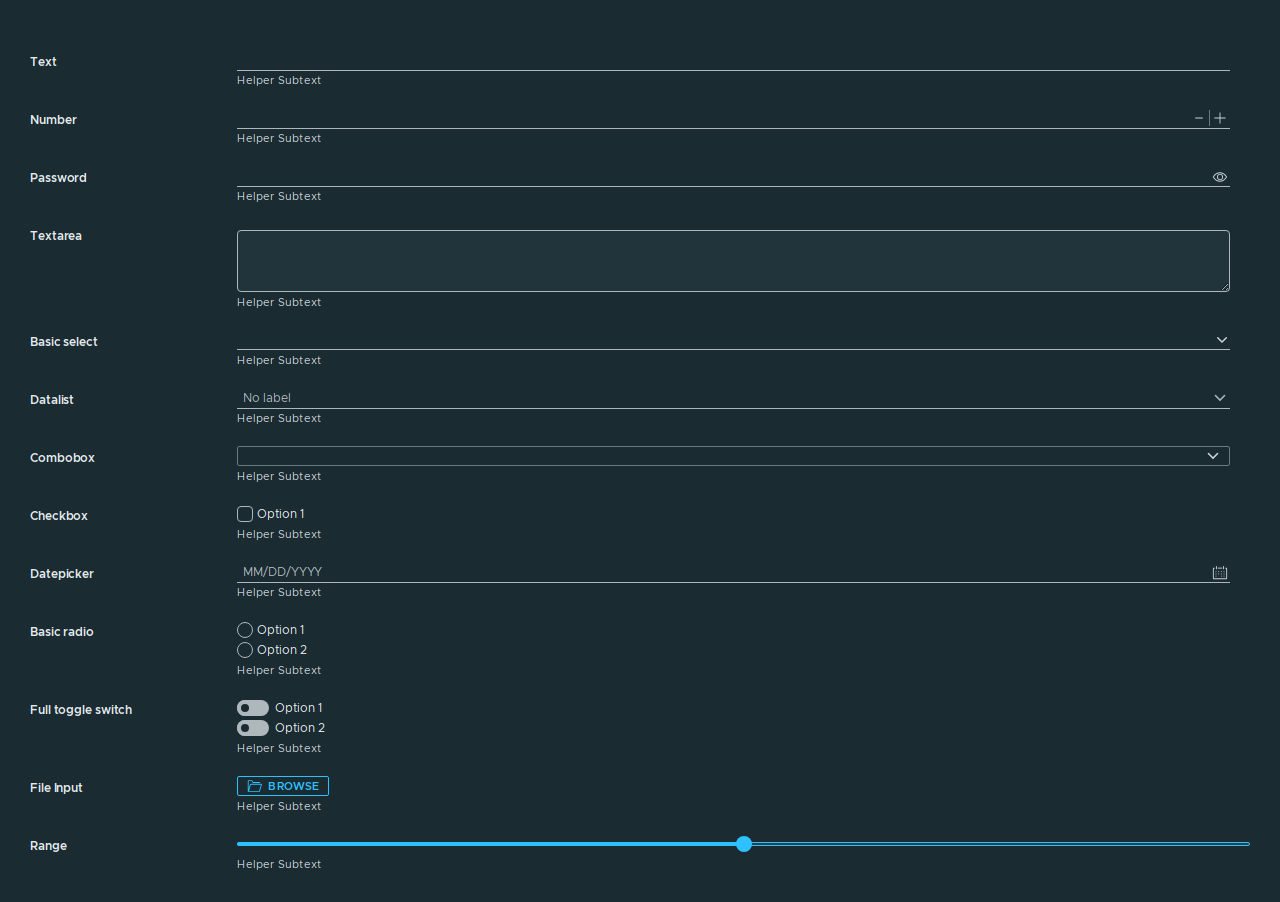 Text
Helper Subtext
Number
Helper Subtext
Password
Helper Subtext
Textarea
Helper Subtext
Basic select
Helper Subtext
Datalist
No label
Helper Subtext
Combobox
Helper Subtext
Checkbox
Option 1
Helper Subtext
Datepicker
MM/DD/YYYY
Helper Subtext
Basic radio
Option 1
Option 2
Helper Subtext
Full toggle switch
Option 1
Option 2
Helper Subtext
File Input
BROWSE
Helper Subtext
Range
Helper Subtext